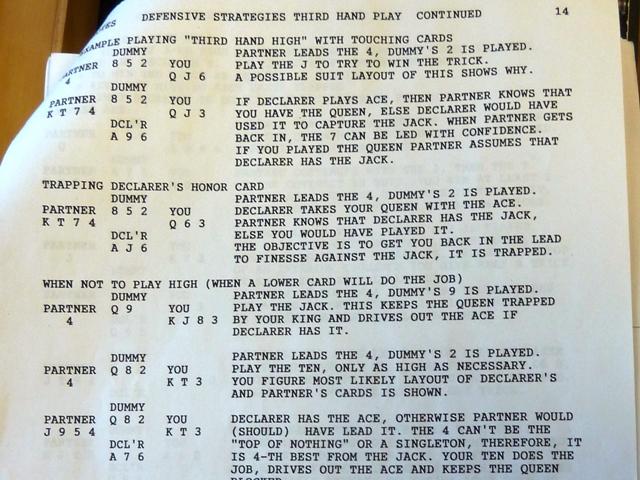 DEFENSIVE STRATEGIES THIRD HAND PLAY CONTINUED 14
EXAMPLE PLAYING "THIRD HAND HIGH" WITH TOUCHING CARDS
DUMMY PARTNER LEADS THE 4, DUMMY'S 2 IS PLAYED.
PARTNER 8 5 2 YOU PLAY THE J TO TRY TO WIN THE TRICK.
4 Q J 6 A POSSIBLE SUIT LAYOUT OF THIS SHOWS WHY.
DUMMY
PARTNER 8 5 2 YOU IF DECLARER PLAYS ACE, THEN PARTNER KNOWS THAT
K T 7 4 Q J 3 YOU HAVE THE QUEEN, ELSE DECLARER WOULD HAVE
DCL'R USED IT TO CAPTURE THE JACK. WHEN PARTNER GETS
A 9 6 BACK IN, THE 7 CAN BE LED WITH CONFIDENCE.
IF YOU PLAYED THE QUEEN PARTNER ASSUMES THAT
DECLARER HAS THE JACK.
TRAPPING DECLARER'S HONOR CARD
DUMMY PARTNER LEADS THE 4, DUMMY'S 2 IS PLAYED.
PARTNER 8 5 2 YOU DECLARER TAKES YOUR QUEEN WITH THE ACE.
K T 7 4 Q 6 3 PARTNER KNOWS THAT DECLARER HAS THE JACK,
DCL'R ELSE YOU WOULD HAVE PLAYED IT.
A J 6 THE OBJECTIVE IS TO GET YOU BACK IN THE LEAD
TO FINESSE AGAINST THE JACK, IT IS TRAPPED.
WHEN NOT TO PLAY HIGH (WHEN A LOWER CARD WILL DO THE JOB)
DUMMY PARTNER LEADS THE 4, DUMMY'S 9 IS PLAYED.
PARTNER Q 9 YOU PLAY THE JACK. THIS KEEPS THE QUEEN TRAPPED
4 K J 8 3 BY YOUR KING AND DRIVES OUT THE ACE IF
DECLARER HAS IT.
DUMMY PARTNER LEADS THE 4, DUMMY'S 2 IS PLAYED.
PARTNER Q 8 2 YOU PLAY THE TEN, ONLY AS HIGH AS NECESSARY.
4 K T 3 YOU FIGURE MOST LIKELY LAYOUT OF DECLARER'S
AND PARTNER'S CARDS IS SHOWN.
DUMMY
PARTNER Q 8 2 YOU DECLARER HAS THE ACE, OTHERWISE PARTNER WOULD
J 9 5 4 K T 3 (SHOULD) HAVE LEAD IT. THE 4 CAN'T BE THE
DCL'R "TOP OF NOTHING" OR A SINGLETON, THEREFORE, IT
A 7 6 IS 4-TH BEST FROM THE JACK. YOUR TEN DOES THE
JOB, DRIVES OUT THE ACE AND KEEPS THE QUEEN